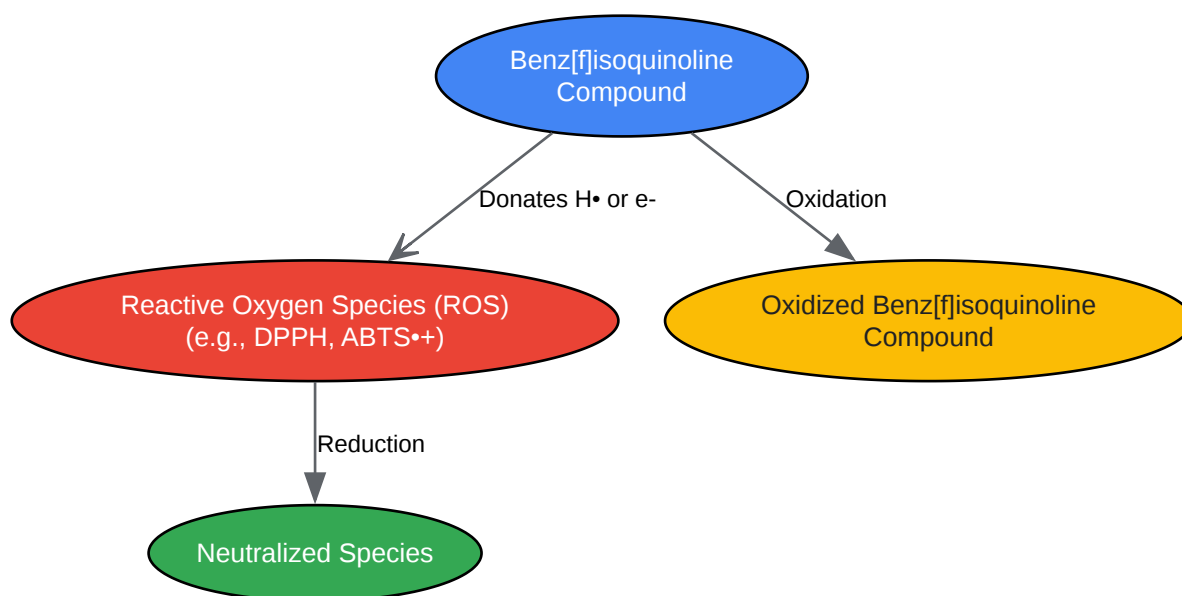 Benz[f]isoquinoline
Compound
Donates H• or e-
Oxidation
Reactive Oxygen Species (ROS)
(e.g., DPPH, ABTS•+)
Oxidized Benz[f]isoquinoline
Compound
Reduction
Neutralized Species